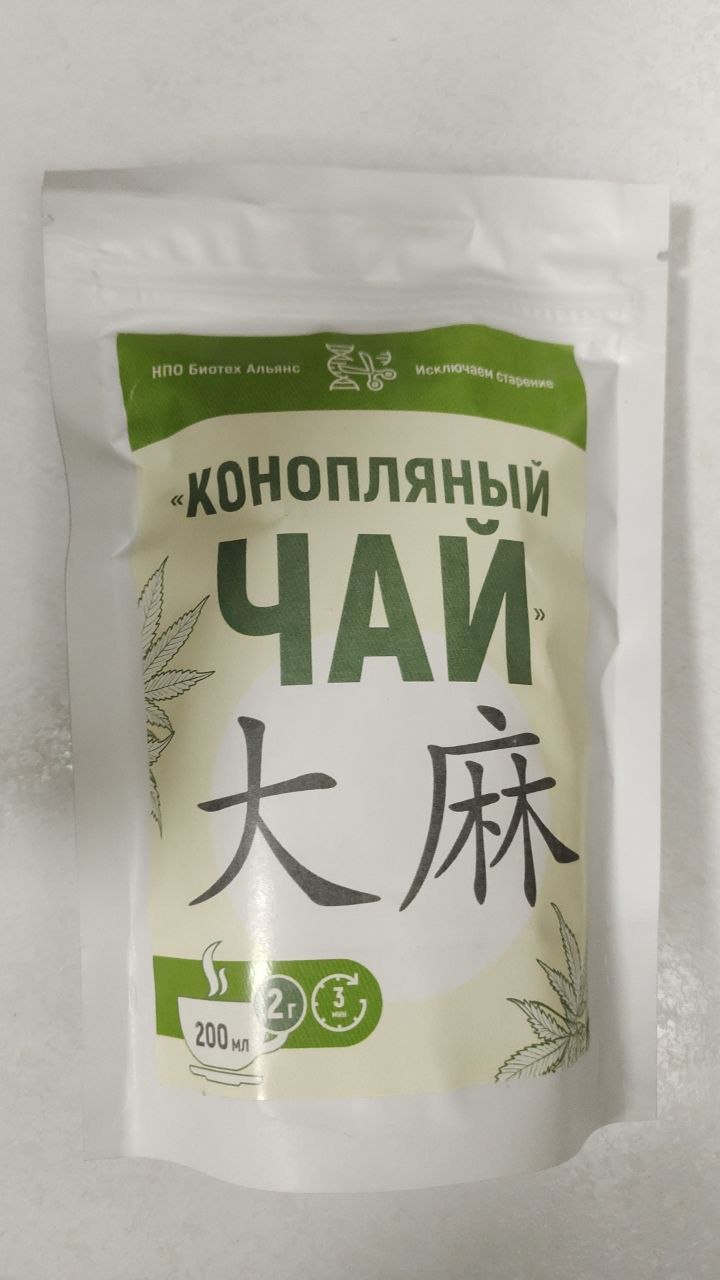 НПО Биотех Альянс
Исключаем старение
«КОНОПЛЯНЫЙ
ЧАЙ»
大麻
200 мл
2г
3
мин